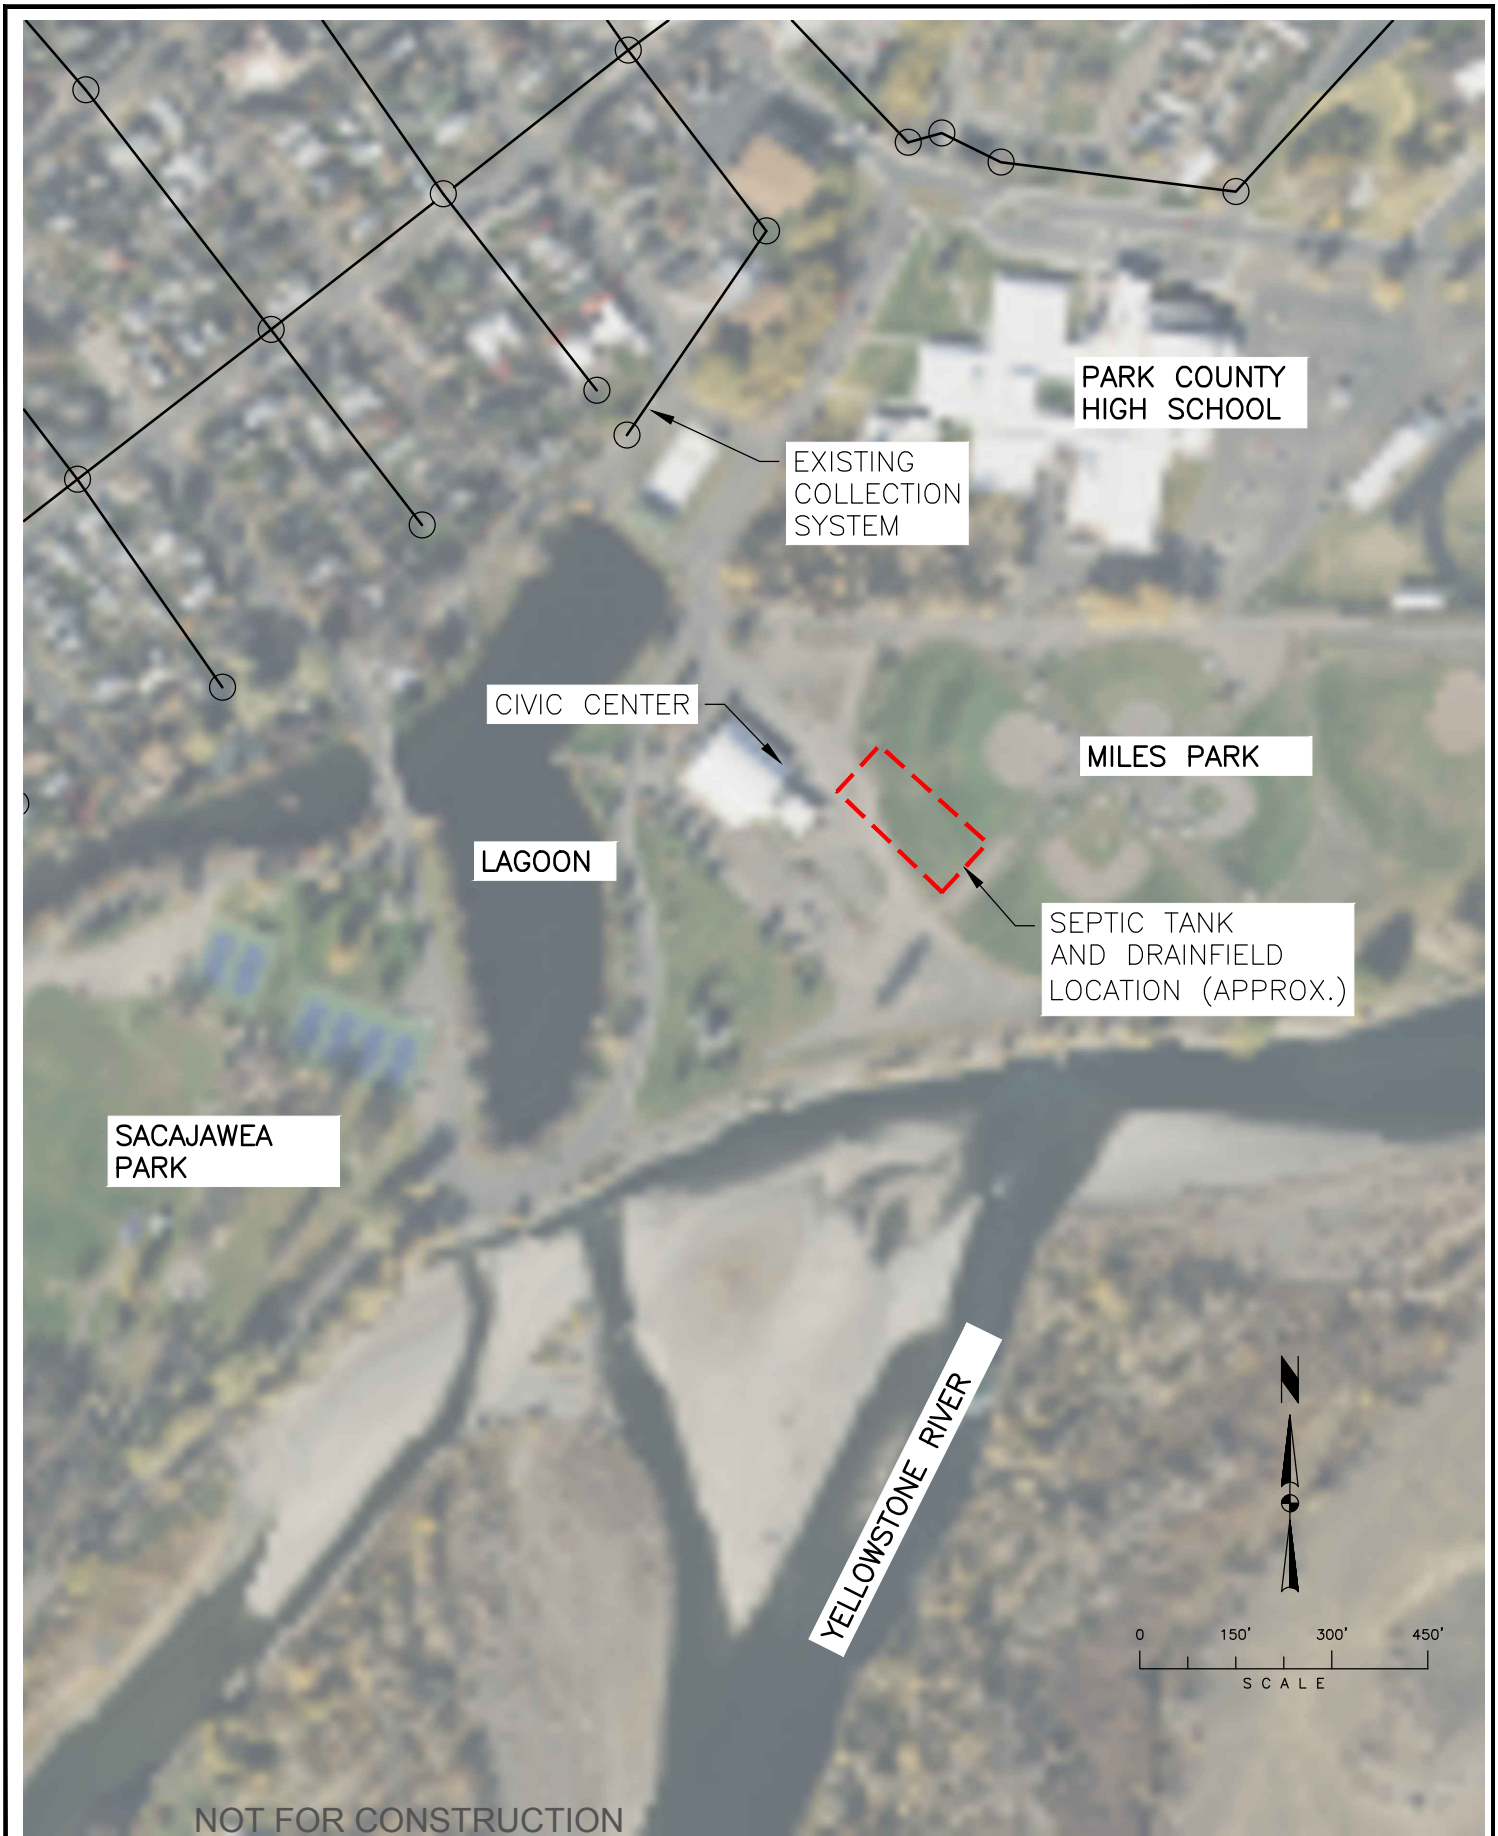 PARK COUNTY
HIGH SCHOOL
EXISTING
COLLECTION
SYSTEM
CIVIC CENTER
MILES PARK
LAGOON
SEPTIC TANK
AND DRAINFIELD
LOCATION (APPROX.)
SACAJAWEA
PARK
YELLOWSTONE RIVER
N
0 150' 300' 450'
SCALE
NOT FOR CONSTRUCTION